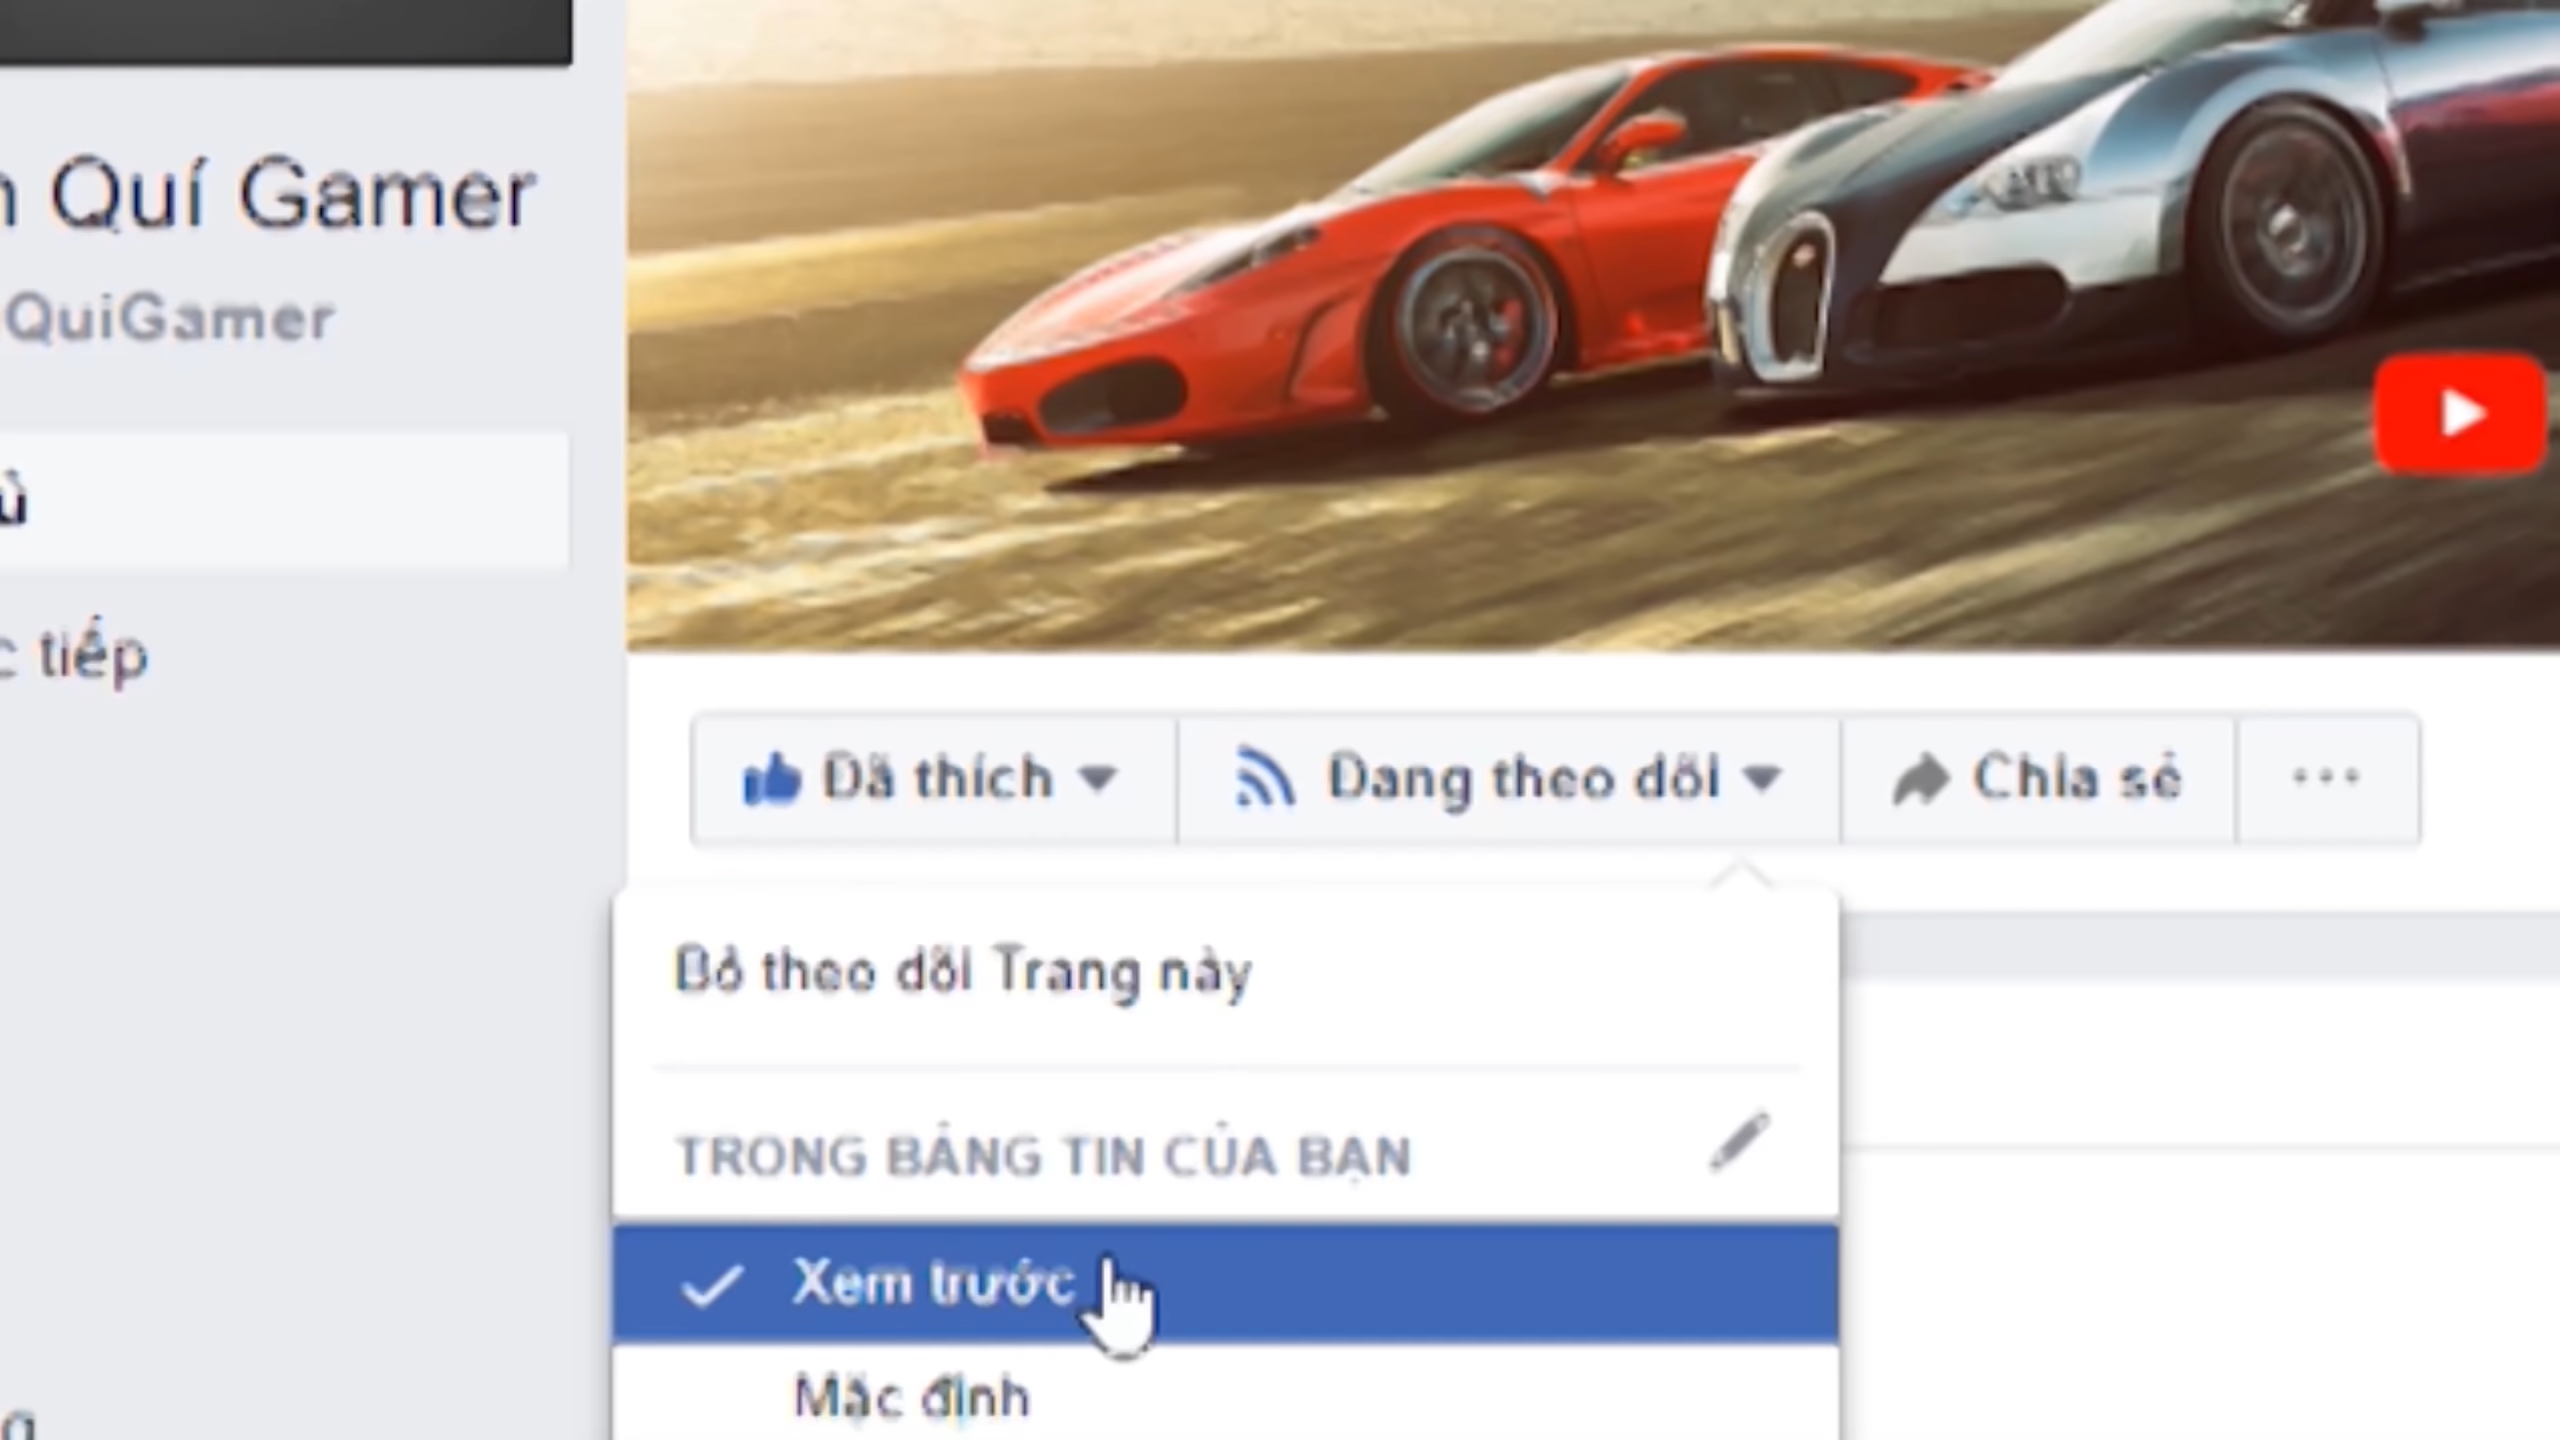 Quí Gamer
QuiGamer
tiếp
Đã thích
Đang theo dõi
Chia sẻ
Bỏ theo dõi Trang này
TRONG BẢNG TIN CỦA BẠN
Xem trước
Mặc định